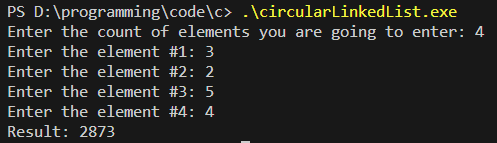 PS D:\programming\code\c> .\circularLinkedList.exe
Enter the count of elements you are going to enter: 4
Enter the element #1: 3
Enter the element #2: 2
Enter the element #3: 5
Enter the element #4: 4
Result: 2873